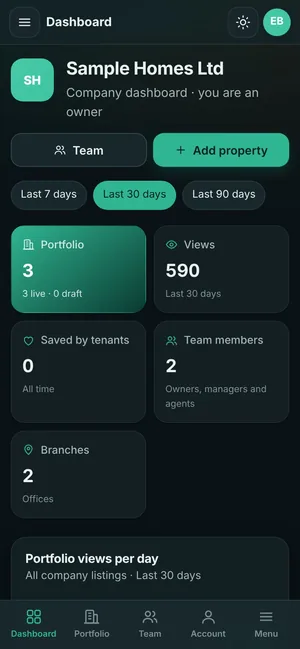 Dashboard
EB
SH
Sample Homes Ltd
Company dashboard · you are an
owner
Team
+ Add property
Last 7 days
Last 30 days
Last 90 days
Portfolio
3
3 live · 0 draft
Views
590
Last 30 days
Saved by tenants
0
All time
Team members
2
Owners, managers and
agents
Branches
2
Offices
Portfolio views per day
All company listings · Last 30 days
Dashboard
Portfolio
Team
Account
Menu